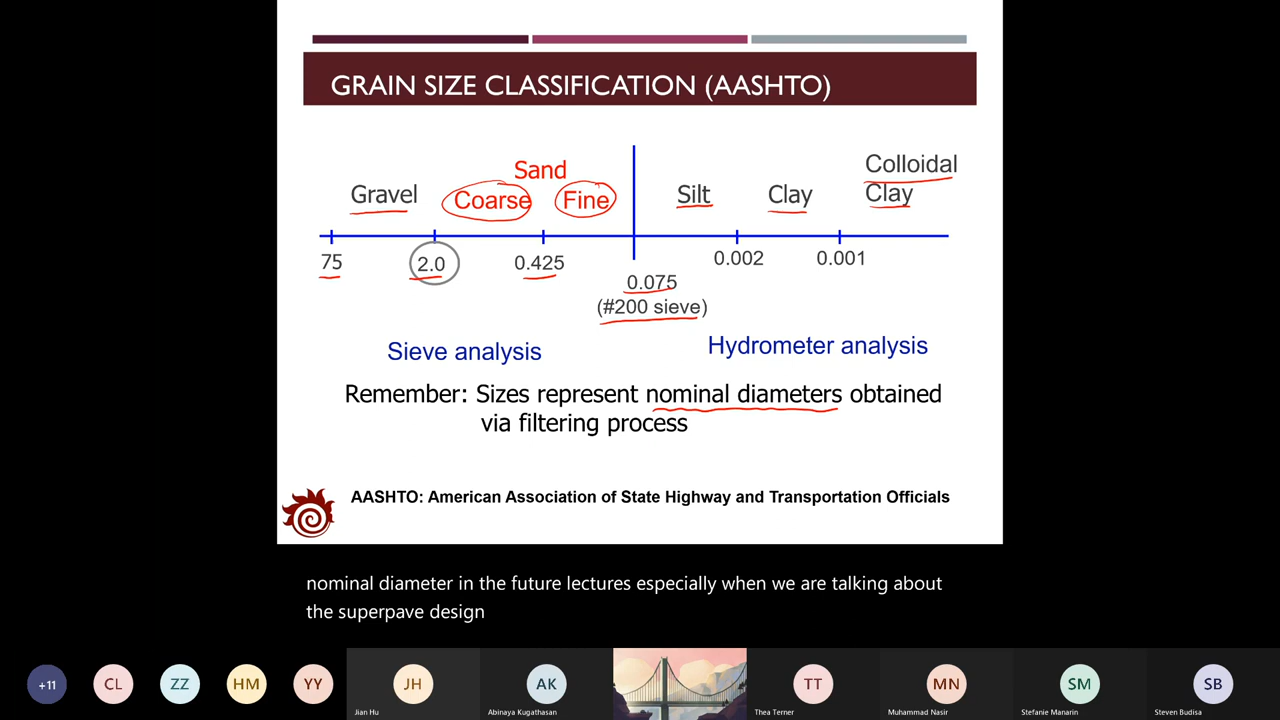 GRAIN SIZE CLASSIFICATION (AASHTO)
Sand
Gravel Coarse Fine Silt Clay Colloidal
Clay
75 2.0 0.425 0.002 0.001
0.075
(#200 sieve)
Sieve analysis Hydrometer analysis
Remember: Sizes represent nominal diameters obtained
via filtering process
AASHTO: American Association of State Highway and Transportation Officials
nominal diameter in the future lectures especially when we are talking about
the superpave design
+11 CL ZZ HM YY JH AK TT MN SM SB
Jian Hu Abinaya Kugathasan Thea Terner Muhammad Nasir Stefanie Manarin Steven Budisa